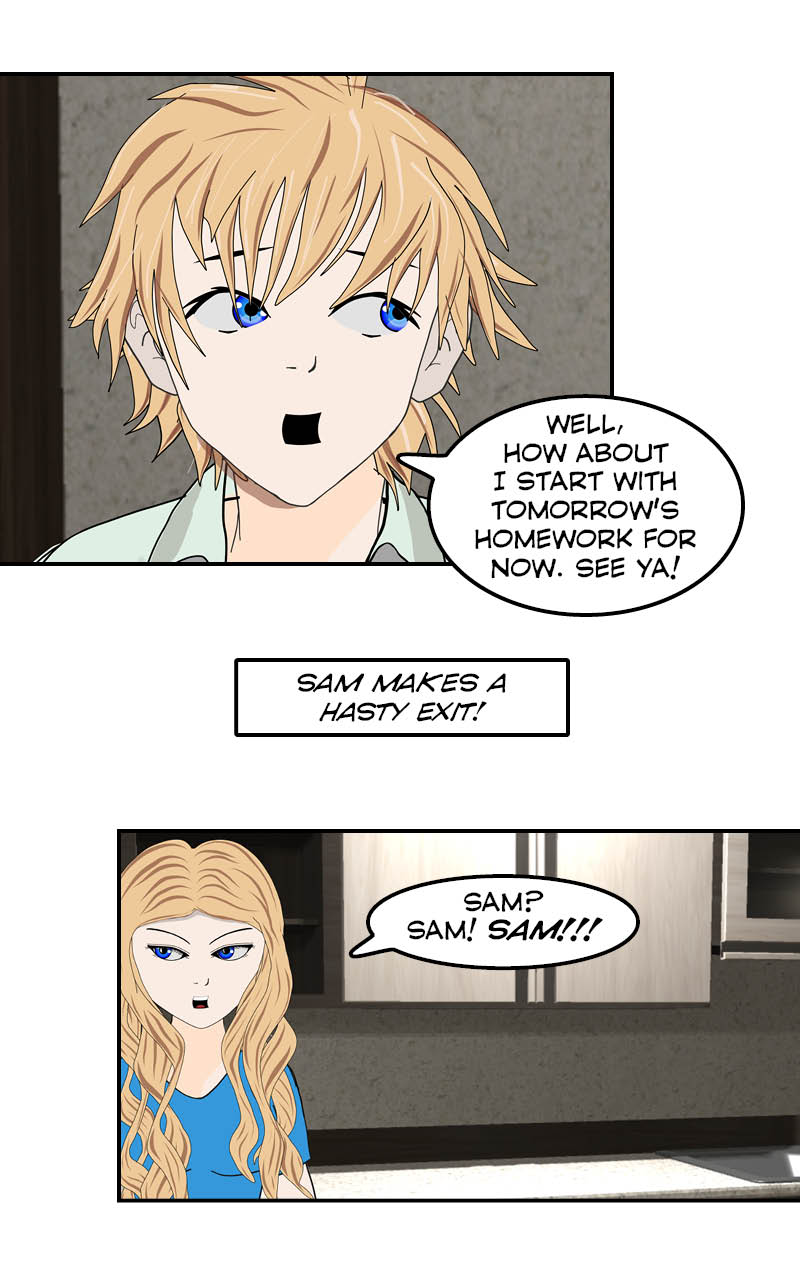 WELL,
HOW ABOUT
I START WITH
TOMORROW'S
HOMEWORK FOR
NOW. SEE YA!
SAM MAKES A
HASTY EXIT!
SAM?
SAM! SAM!!!